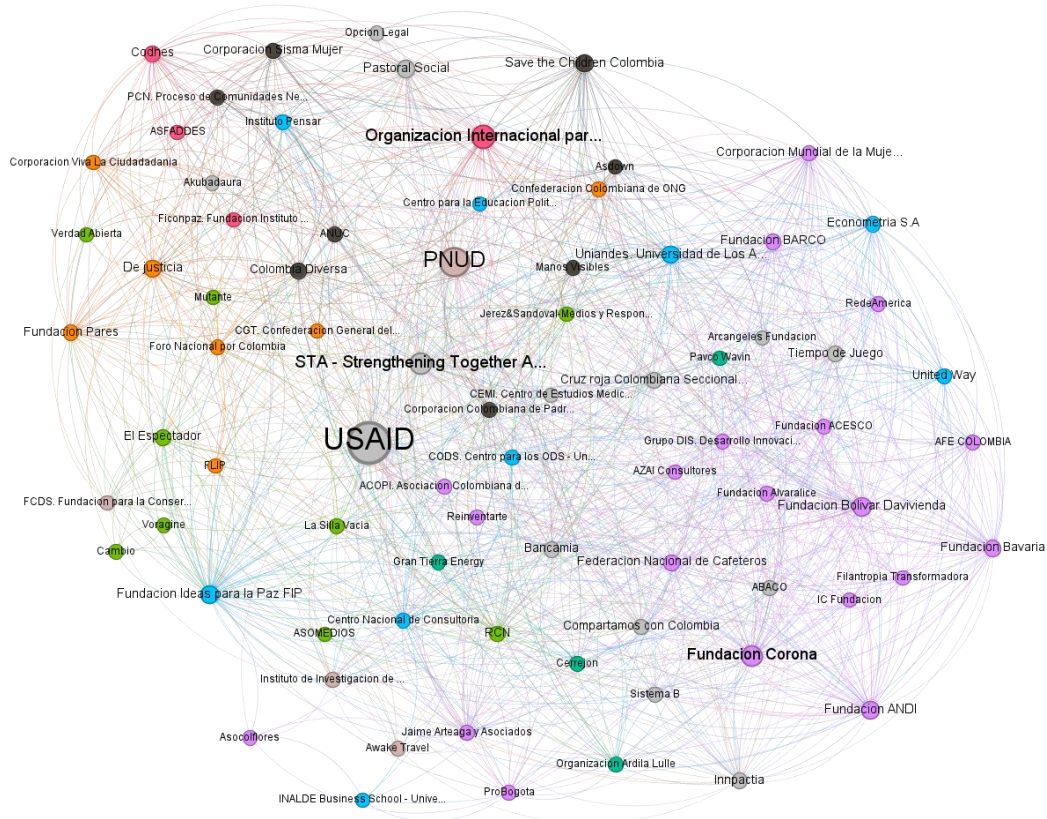 Opcion Legal
Codhes
Corporacion Sisma Mujer
Pastoral Social
Save the Children Colombia
PCN. Proceso de Comunidades Ne...
Instituto Pensar
ASFADDES
Organizacion Internacional par...
Corporacion Mundial de la Muje...
Corporacion Viva La Ciudadadania
Asdown
Akubadaura
Confederacion Colombiana de ONG
Centro para la Educacion Polit...
Ficonpaz. Fundacion Instituto ...
Econometria S.A
Verdad Abierta
ANUC
Fundacion BARCO
Uniandes. Universidad de Los A...
PNUD
De justicia
Colombia Diversa
Manos Visibles
Mutante
RedeAmerica
Jerez&Sandoval-Medios y Respon...
Fundacion Pares
CGT. Confederacion General del...
Arcangeles Fundacion
Foro Nacional por Colombia
Pavco Wavin
Tiempo de Juego
STA - Strengthening Together A...
United Way
Cruz roja Colombiana Seccional...
CEMI. Centro de Estudios Medic...
Corporacion Colombiana de Padr...
Fundacion ACESCO
El Espectador
USAID
Grupo DIS. Desarrollo Innovaci...
AFE COLOMBIA
CODS. Centro para los ODS - Un...
FLIP
AZAI Consultores
ACOPI. Asociacion Colombiana d...
Fundacion Alvaralice
FCDS. Fundacion para la Conser...
Fundacion Bolivar Davivienda
Reinventarte
Voragine
La Silla Vacia
Cambio
Bancamia
Fundacion Bavaria
Gran Tierra Energy
Federacion Nacional de Cafeteros
Filantropia Transformadora
ABACO
Fundacion Ideas para la Paz FIP
IC Fundacion
Centro Nacional de Consultoria
Compartamos con Colombia
ASOMEDIOS
RCN
Fundacion Corona
Cerrejon
Instituto de Investigacion de ...
Sistema B
Fundacion ANDI
Jaime Arteaga y Asociados
Asocolflores
Awake Travel
Organizacion Ardila Lulle
Innpactia
ProBogota
INALDE Business School - Unive...